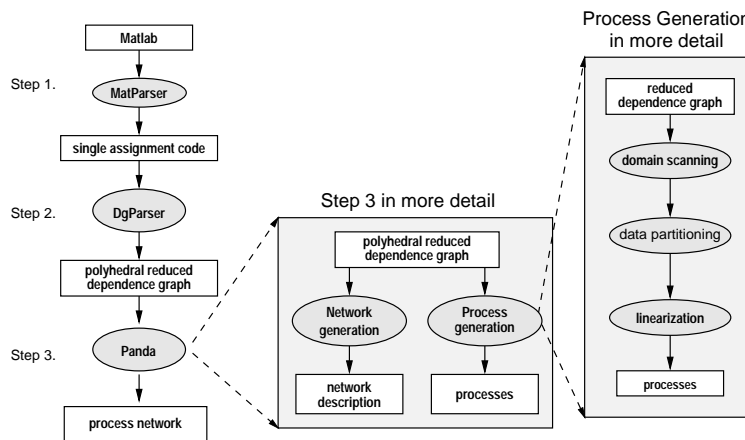 Matlab
Step 1.
MatParser
single assignment code
Step 2.
DgParser
polyhedral reduced
dependence graph
Step 3.
Panda
process network
Step 3 in more detail
polyhedral reduced
dependence graph
Network
generation
Process
generation
network
description
processes
Process Generation
in more detail
reduced
dependence graph
domain scanning
data partitioning
linearization
processes